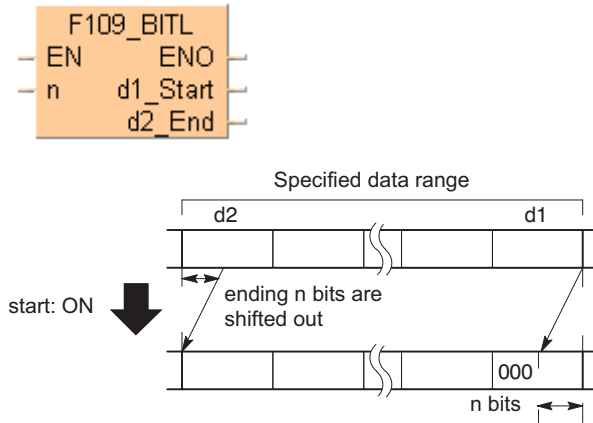 F109_BITL
EN ENO
n d1_Start
d2_End
Specified data range
d2 d1
start: ON
ending n bits are
shifted out
000
n bits